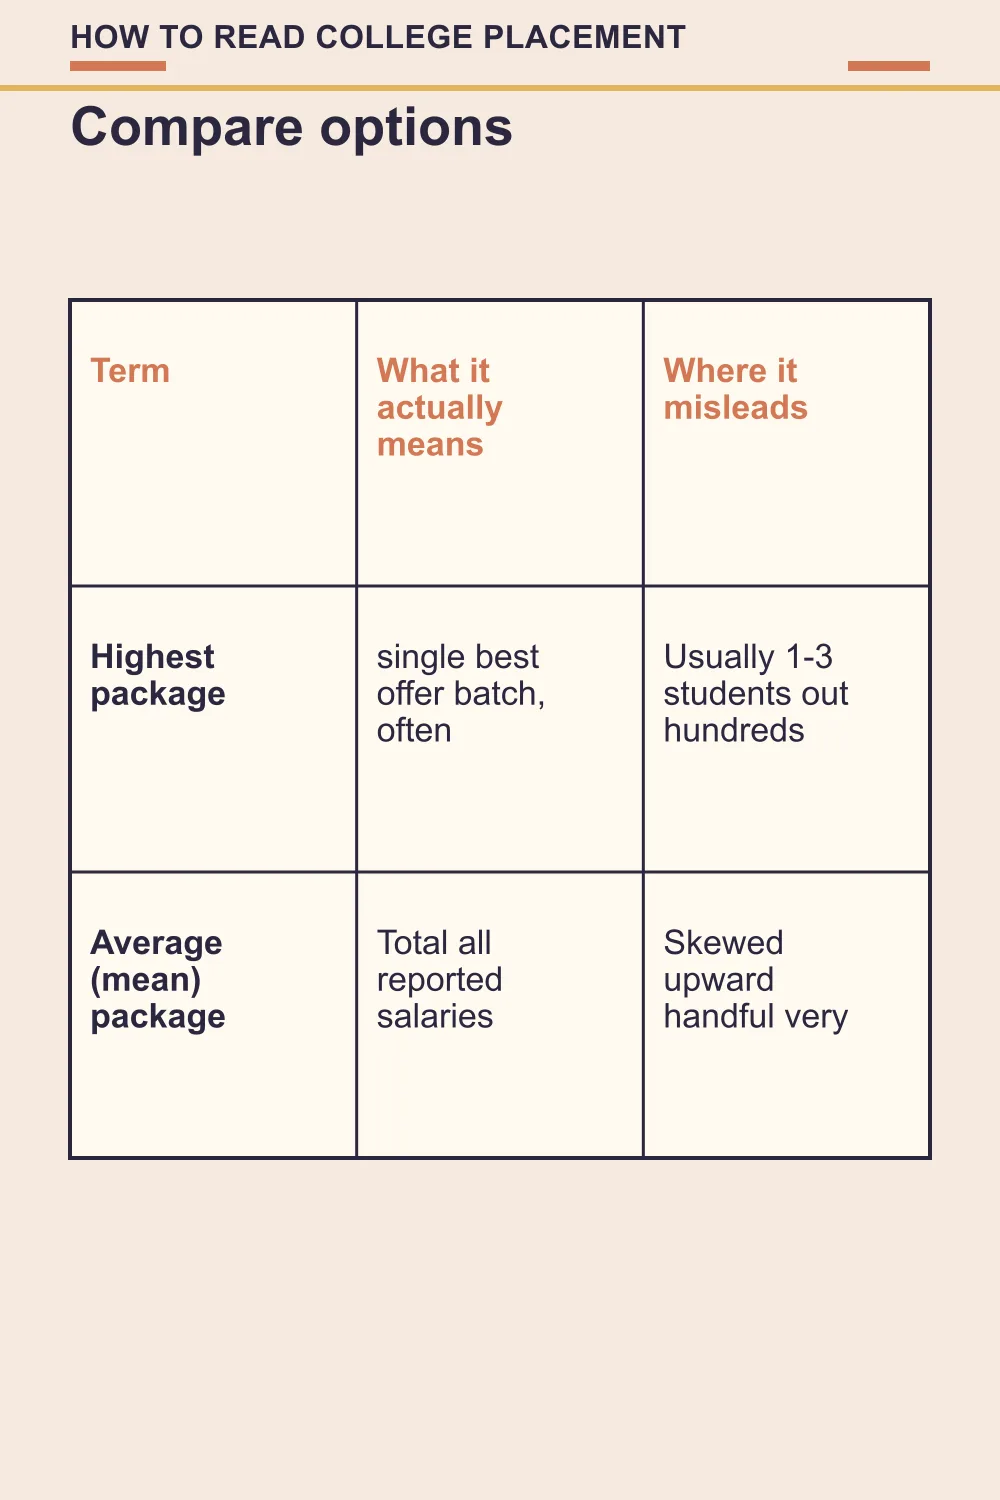 HOW TO READ COLLEGE PLACEMENT
Compare options
Term
What it
actually
means
Where it
misleads
Highest
package
single best
offer batch,
often
Usually 1-3
students out
hundreds
Average
(mean)
package
Total all
reported
salaries
Skewed
upward
handful very